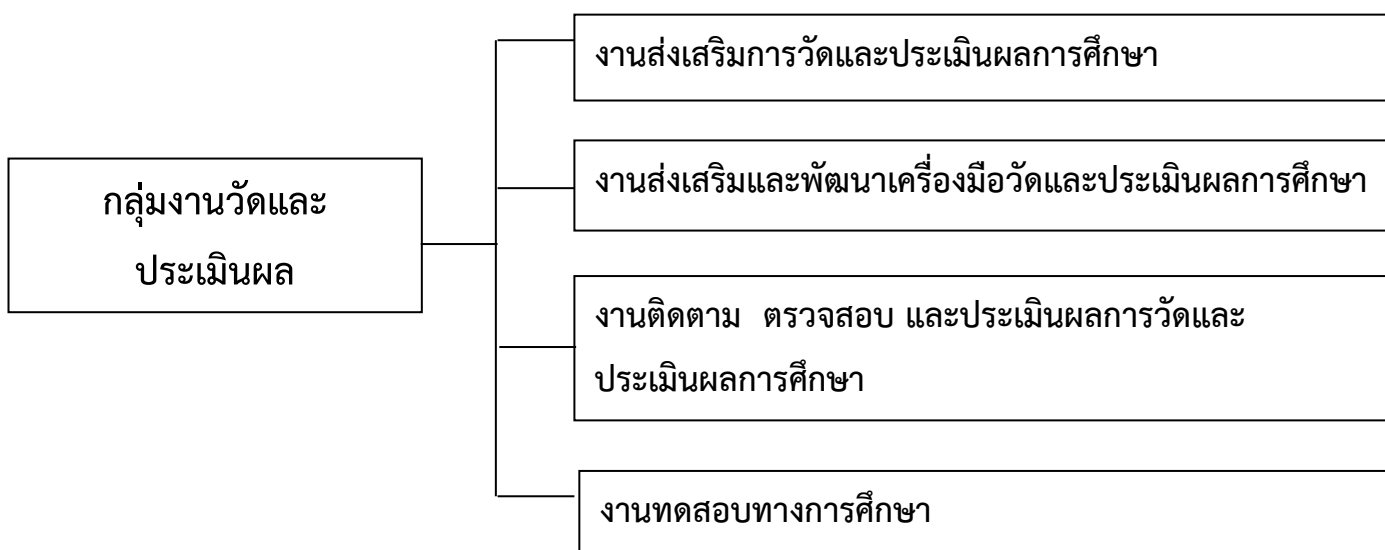 งานส่งเสริมการวัดและประเมินผลการศึกษา
งานส่งเสริมและพัฒนาเครื่องมือวัดและประเมินผลการศึกษา
กลุ่มงานวัดและ
ประเมินผล
งานติดตาม  ตรวจสอบ และประเมินผลการวัดและ
ประเมินผลการศึกษา
งานทดสอบทางการศึกษา